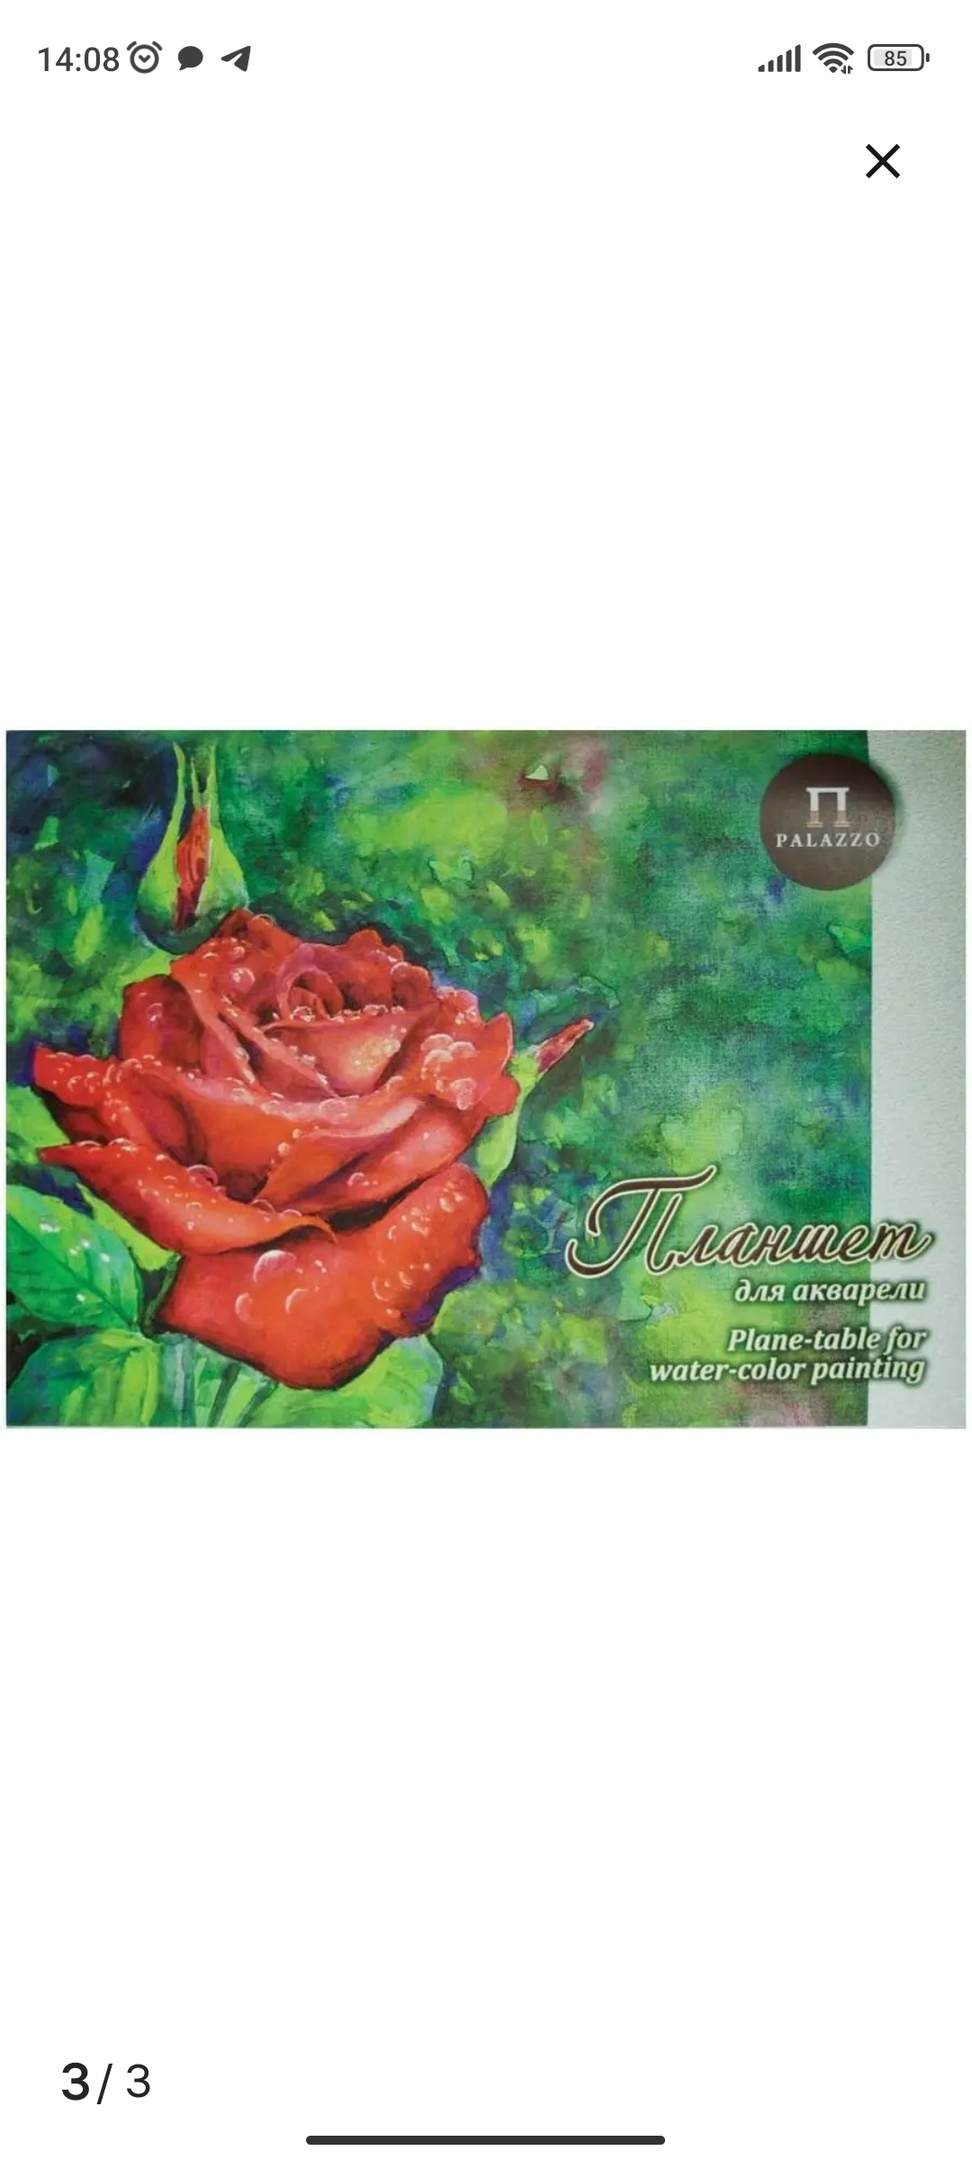 14:08
85
П
PALAZZO
Планшет
для акварели
Plane-table for
water-color painting
3/3